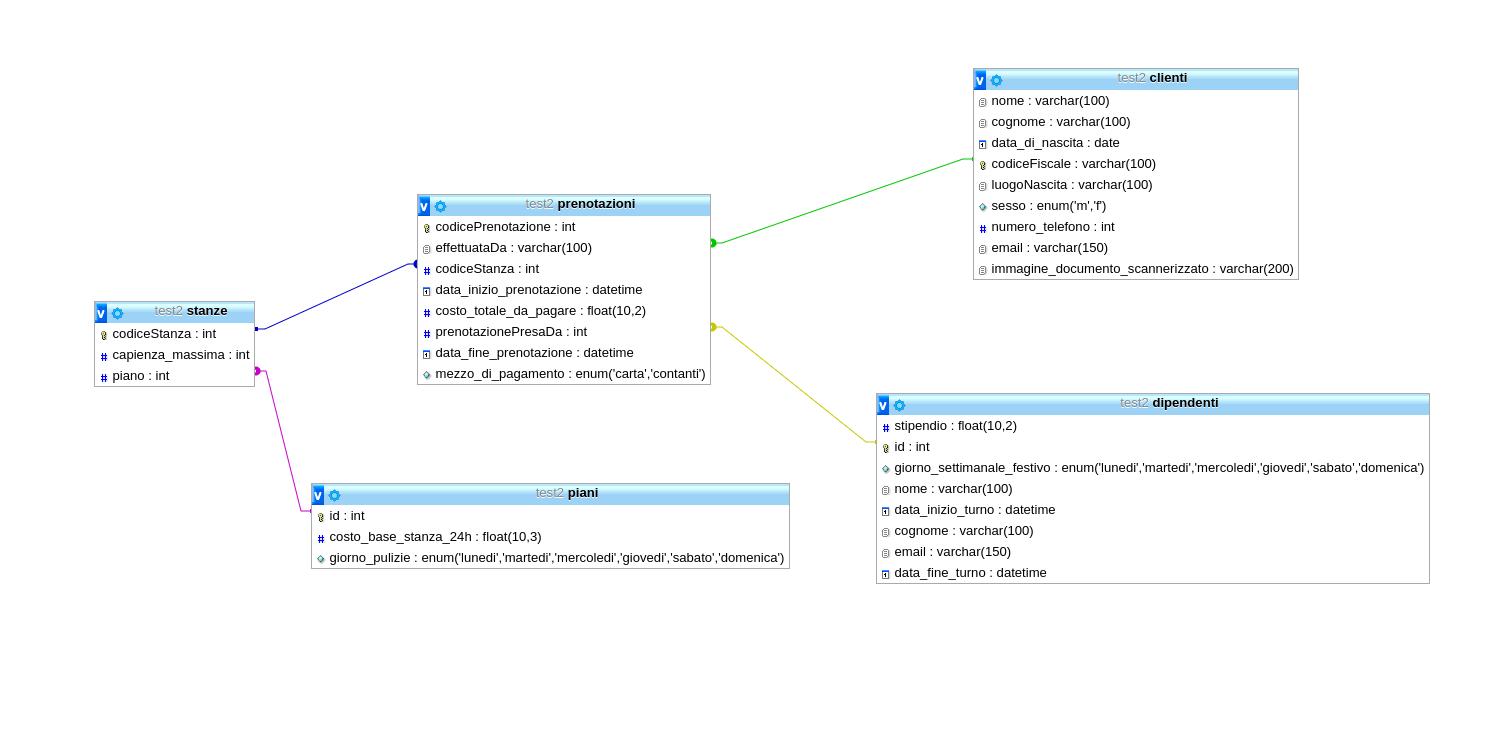 test2 clienti
nome : varchar(100)
cognome : varchar(100)
data_di_nascita : date
codiceFiscale : varchar(100)
luogoNascita : varchar(100)
sesso : enum('m','f')
numero_telefono : int
email : varchar(150)
immagine_documento_scannerizzato : varchar(200)
test2 prenotazioni
codicePrenotazione : int
effettuataDa : varchar(100)
codiceStanza : int
data_inizio_prenotazione : datetime
costo_totale_da_pagare : float(10,2)
prenotazionePresaDa : int
data_fine_prenotazione : datetime
mezzo_di_pagamento : enum('carta','contanti')
test2 stanze
codiceStanza : int
capienza_massima : int
piano : int
test2 dipendenti
stipendio : float(10,2)
id : int
giorno_settimanale_festivo : enum('lunedi','martedi','mercoledi','giovedi','sabato','domenica')
nome : varchar(100)
data_inizio_turno : datetime
cognome : varchar(100)
email : varchar(150)
data_fine_turno : datetime
test2 piani
id : int
costo_base_stanza_24h : float(10,3)
giorno_pulizie : enum('lunedi','martedi','mercoledi','giovedi','sabato','domenica')